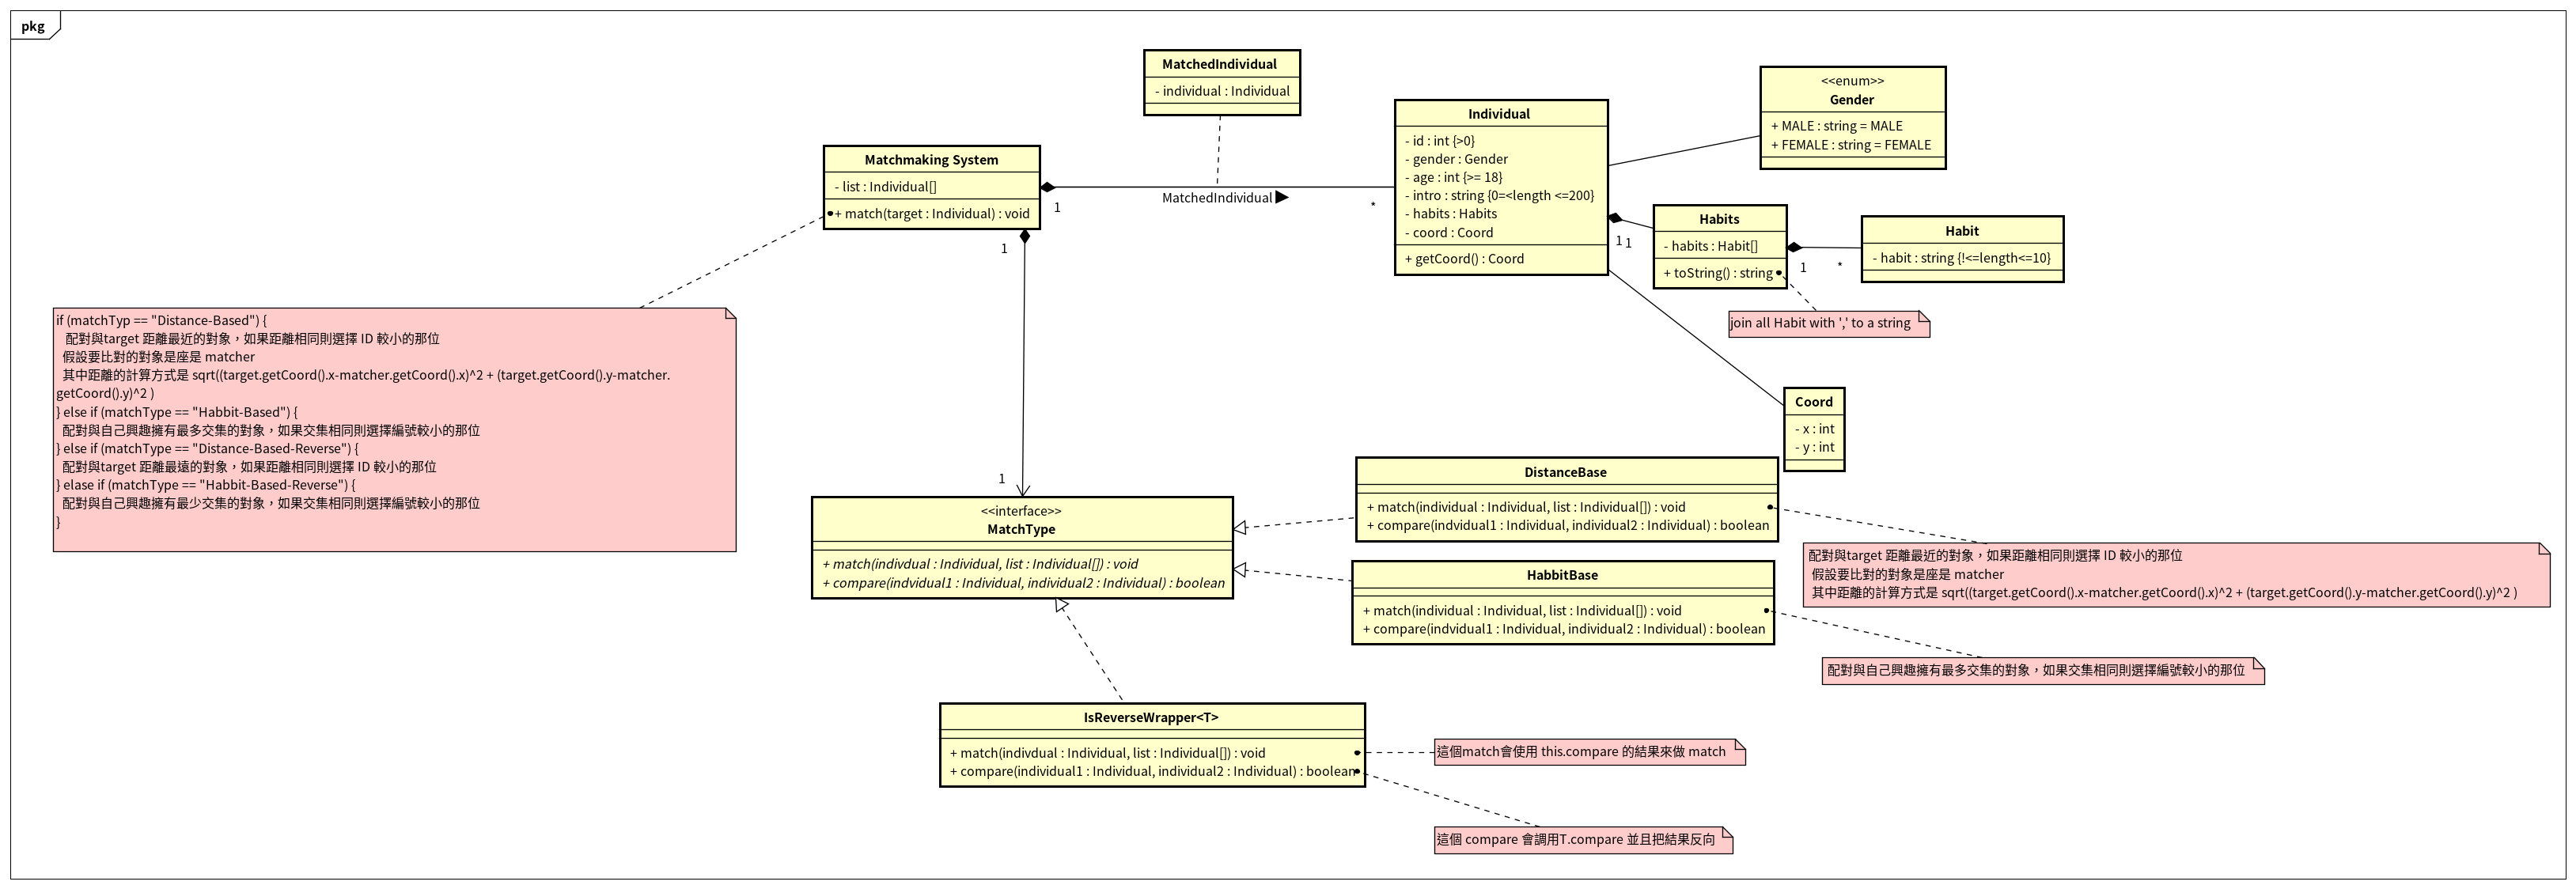 pkg
MatchedIndividual
- individual : Individual
<<enum>>
Gender
+ MALE : string = MALE
+ FEMALE : string = FEMALE
Individual
- id : int {>0}
- gender : Gender
- age : int {>= 18}
- intro : string {0=<length <=200}
- habits : Habits
- coord : Coord
+ getCoord() : Coord
Matchmaking System
- list : Individual[]
+ match(target : Individual) : void
MatchedIndividual
1
*
1
1
1
Habits
- habits : Habit[]
+ toString() : string
1
*
Habit
- habit : string {!<=length<=10}
join all Habit with ',' to a string
if (matchTyp == "Distance-Based") {
配對與target 距離最近的對象，如果距離相同則選擇 ID 較小的那位
假設要比對的對象是座是 matcher
其中距離的計算方式是 sqrt((target.getCoord().x-matcher.getCoord().x)^2 + (target.getCoord().y-matcher.
getCoord().y)^2 )
} else if (matchType == "Habbit-Based") {
配對與自己興趣擁有最多交集的對象，如果交集相同則選擇編號較小的那位
} else if (matchType == "Distance-Based-Reverse") {
配對與target 距離最遠的對象，如果距離相同則選擇 ID 較小的那位
} elase if (matchType == "Habbit-Based-Reverse") {
配對與自己興趣擁有最少交集的對象，如果交集相同則選擇編號較小的那位
}
Coord
- x : int
- y : int
1
<<interface>>
MatchType
+ match(indivdual : Individual, list : Individual[]) : void
+ compare(indvidual1 : Individual, individual2 : Individual) : boolean
DistanceBase
+ match(individual : Individual, list : Individual[]) : void
+ compare(indvidual1 : Individual, individual2 : Individual) : boolean
配對與target 距離最近的對象，如果距離相同則選擇 ID 較小的那位
假設要比對的對象是座是 matcher
其中距離的計算方式是 sqrt((target.getCoord().x-matcher.getCoord().x)^2 + (target.getCoord().y-matcher.getCoord().y)^2 )
HabbitBase
+ match(individual : Individual, list : Individual[]) : void
+ compare(indvidual1 : Individual, individual2 : Individual) : boolean
配對與自己興趣擁有最多交集的對象，如果交集相同則選擇編號較小的那位
IsReverseWrapper<T>
+ match(indivdual : Individual, list : Individual[]) : void
+ compare(individual1 : Individual, individual2 : Individual) : boolean
這個match會使用 this.compare 的結果來做 match
這個 compare 會調用T.compare 並且把結果反向